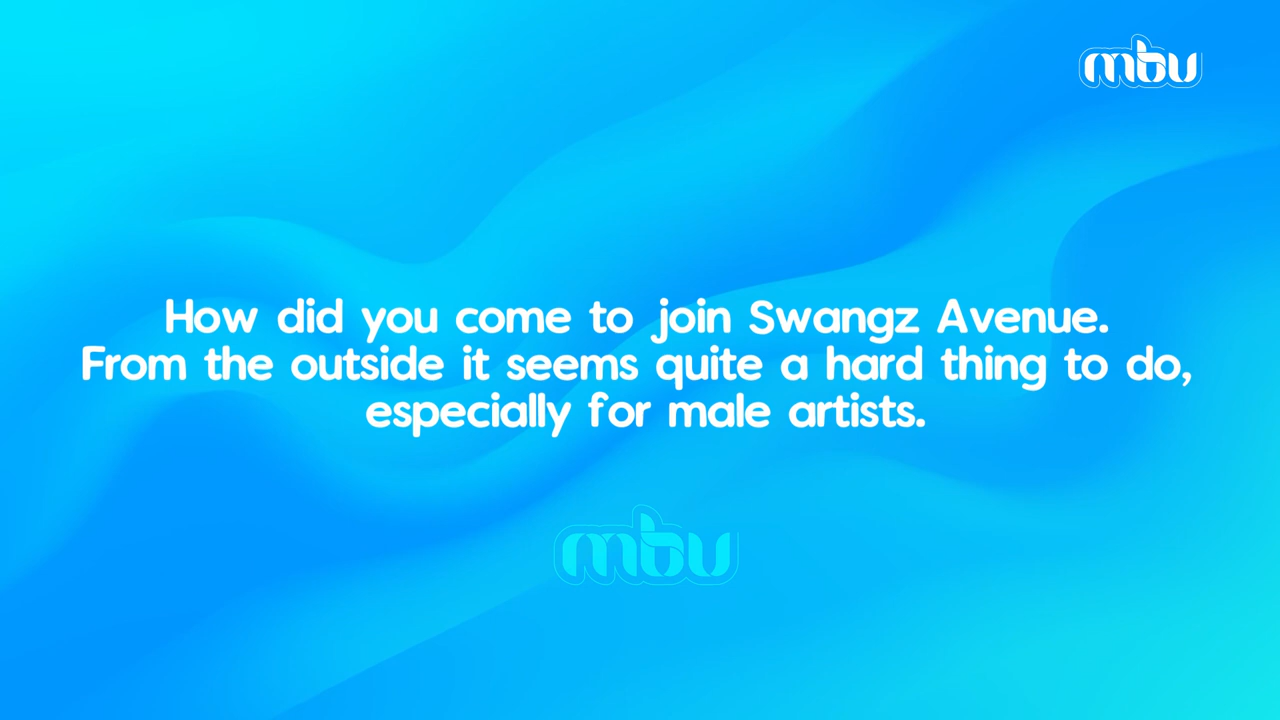 mbu
How did you come to join Swangz Avenue.
From the outside it seems quite a hard thing to do,
especially for male artists.
mbu